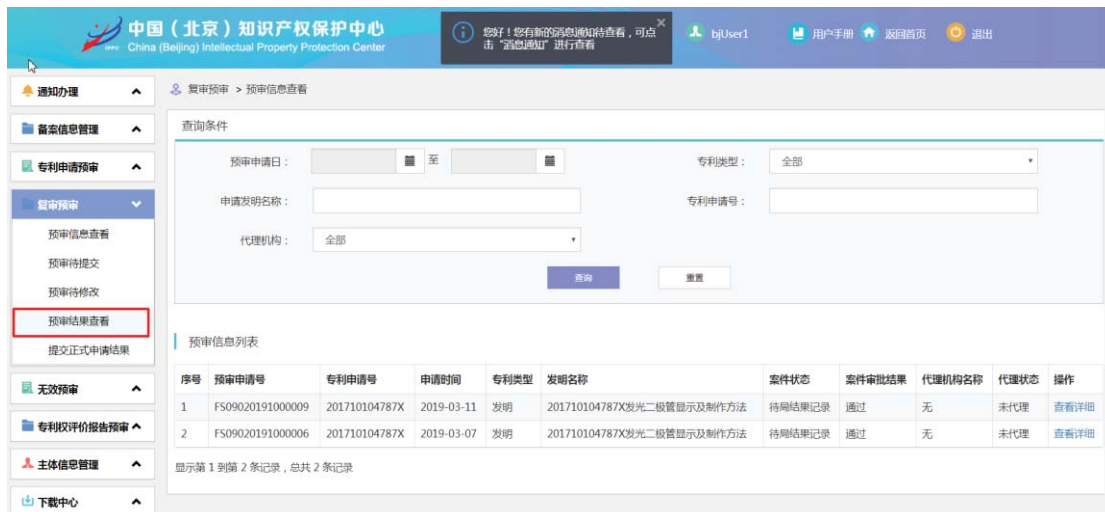 中国（北京）知识产权保护中心
IPPC China (Beijing) Intellectual Property Protection Center
您好！您有新的消息通知待查看，可点
击“消息通知”进行查看
×
bjUser1
用户手册
返回首页
退出
通知办理
备案信息管理
专利申请预审
复审预审
预审信息查看
预审待提交
预审待修改
预审结果查看
提交正式申请结果
无效预审
专利权评价报告预审
主体信息管理
下载中心
复审预审 > 预审信息查看
查询条件
预审申请日： 至 专利类型： 全部
申请发明名称： 专利申请号：
代理机构： 全部
查询 重置
预审信息列表
序号 预审申请号 专利申请号 申请时间 专利类型 发明名称 案件状态 案件审批结果 代理机构名称 代理状态 操作
1 FS09020191000009 201710104787X 2019-03-11 发明 201710104787X发光二极管显示及制作方法 待局结果记录 通过 无 未代理 查看详细
2 FS09020191000006 201710104787X 2019-03-07 发明 201710104787X发光二极管显示及制作方法 待局结果记录 通过 无 未代理 查看详细
显示第 1 到第 2 条记录，总共 2 条记录